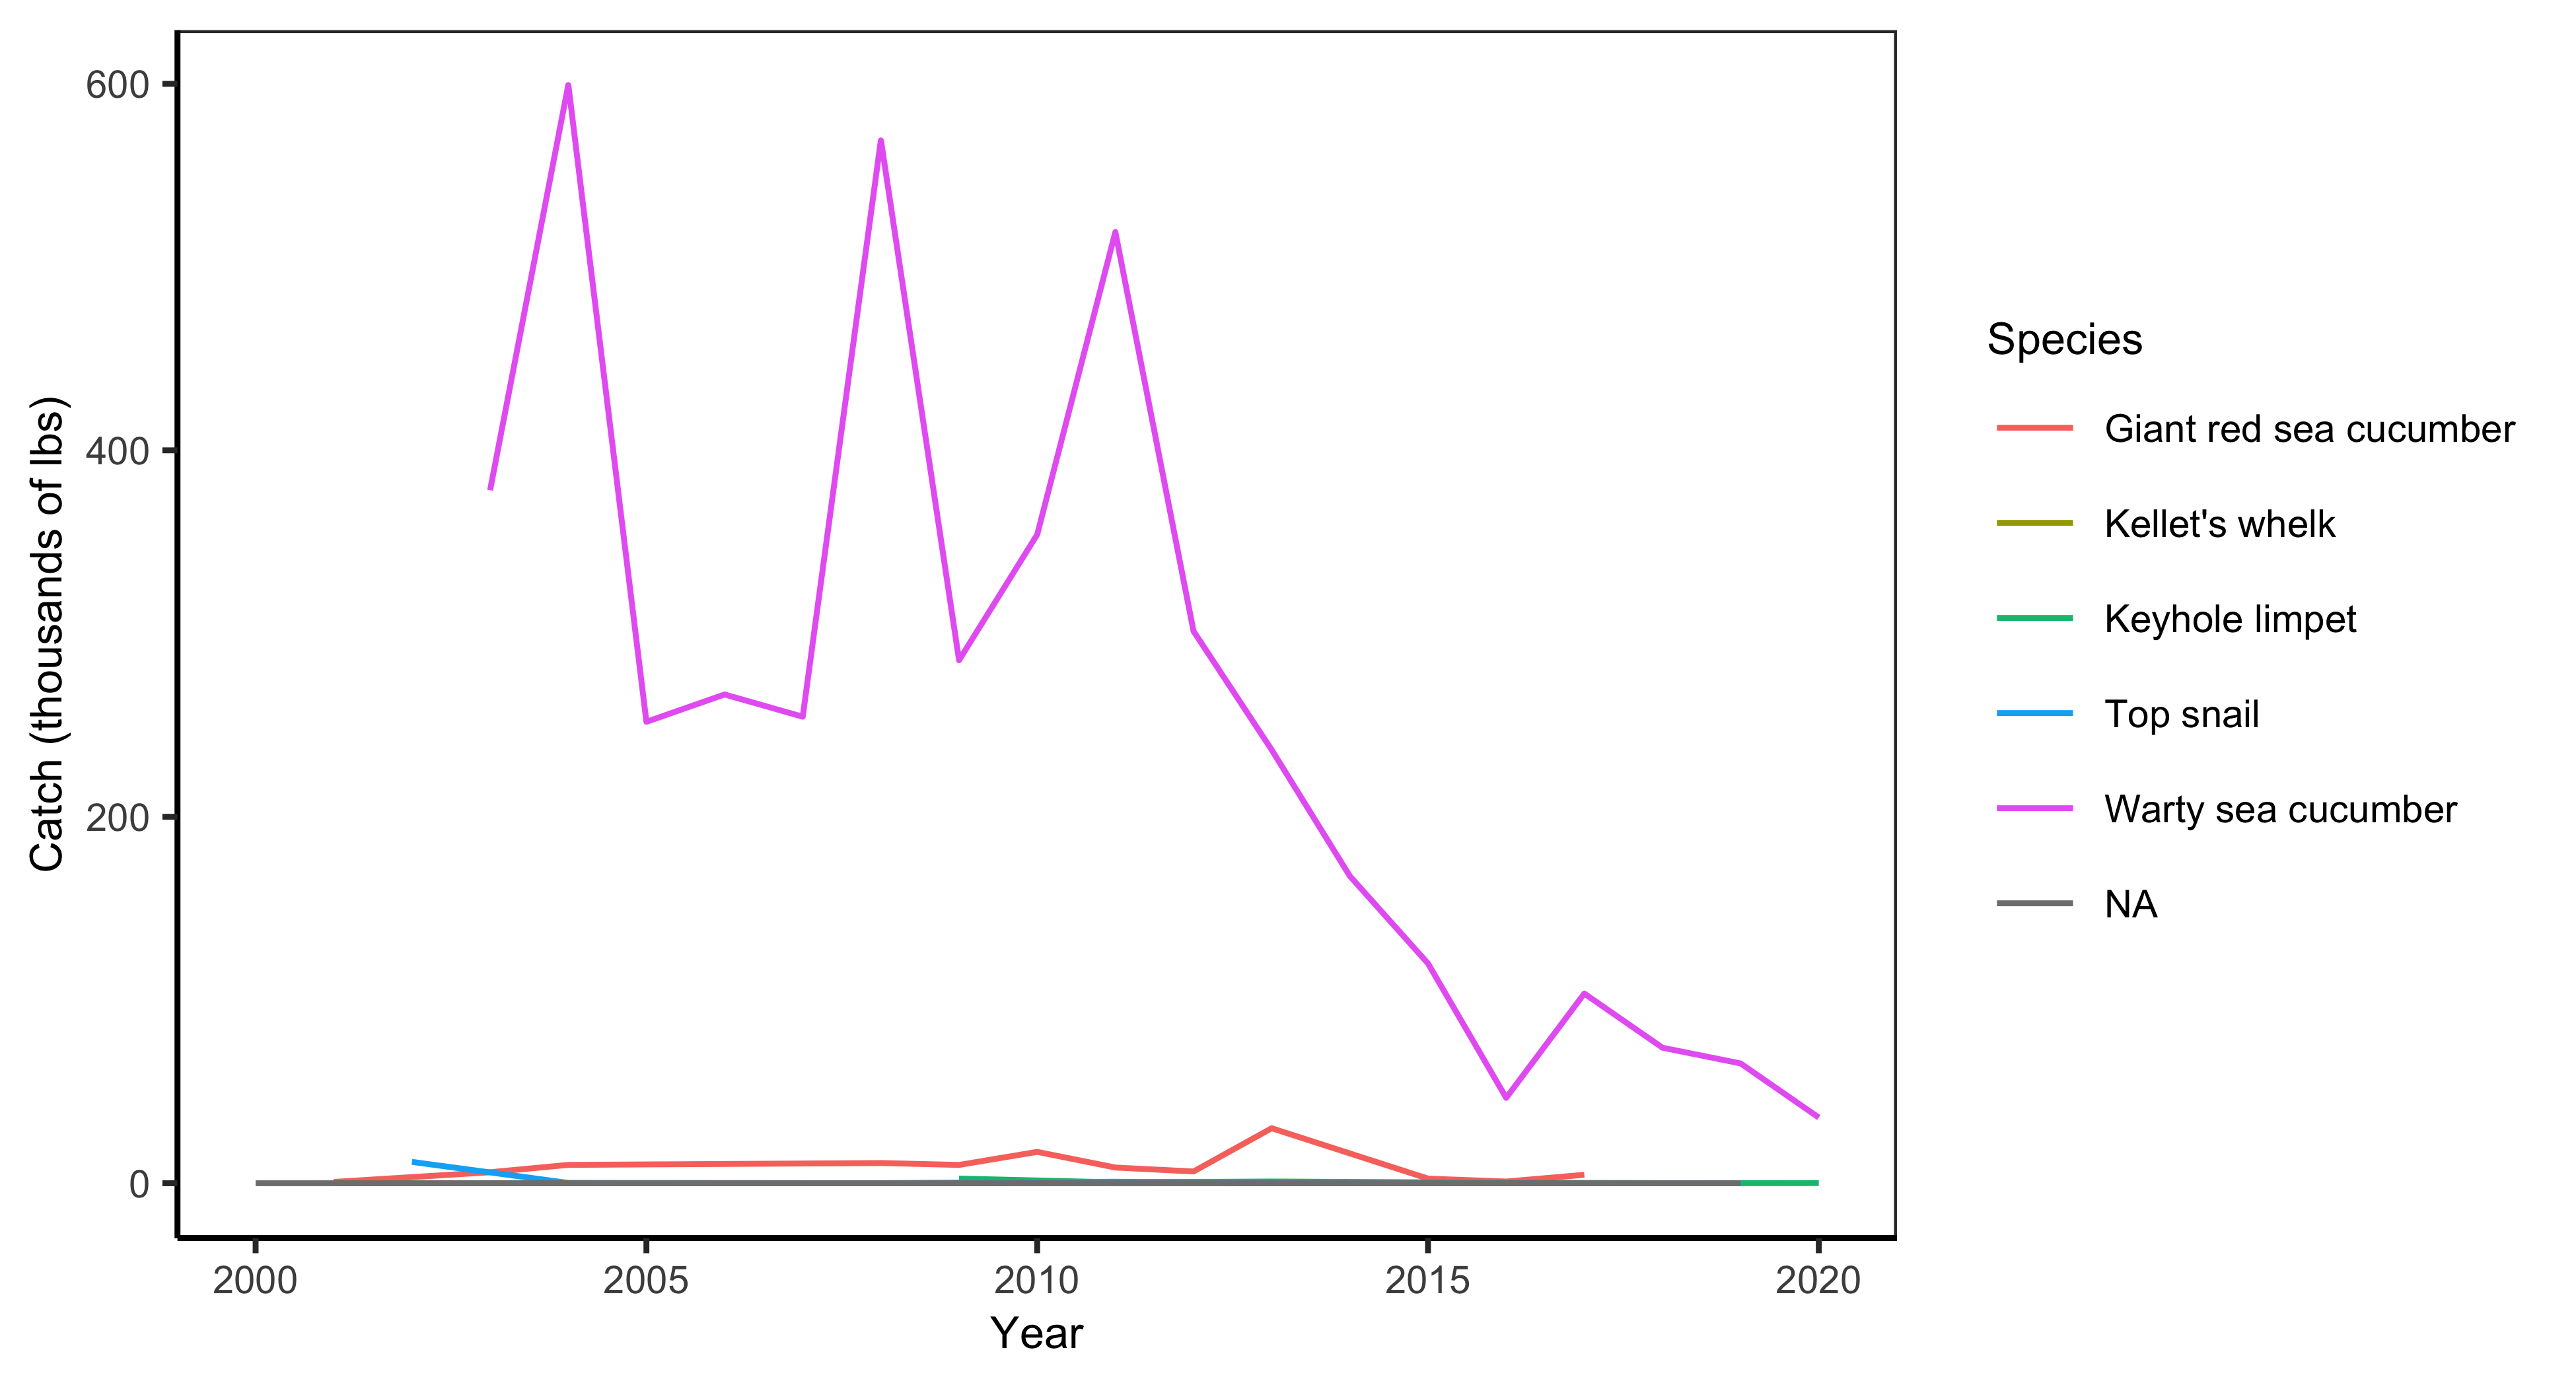 600
400
200
0
Catch (thousands of lbs)
2000
2005
2010
2015
2020
Year
Species
Giant red sea cucumber
Kellet's whelk
Keyhole limpet
Top snail
Warty sea cucumber
NA